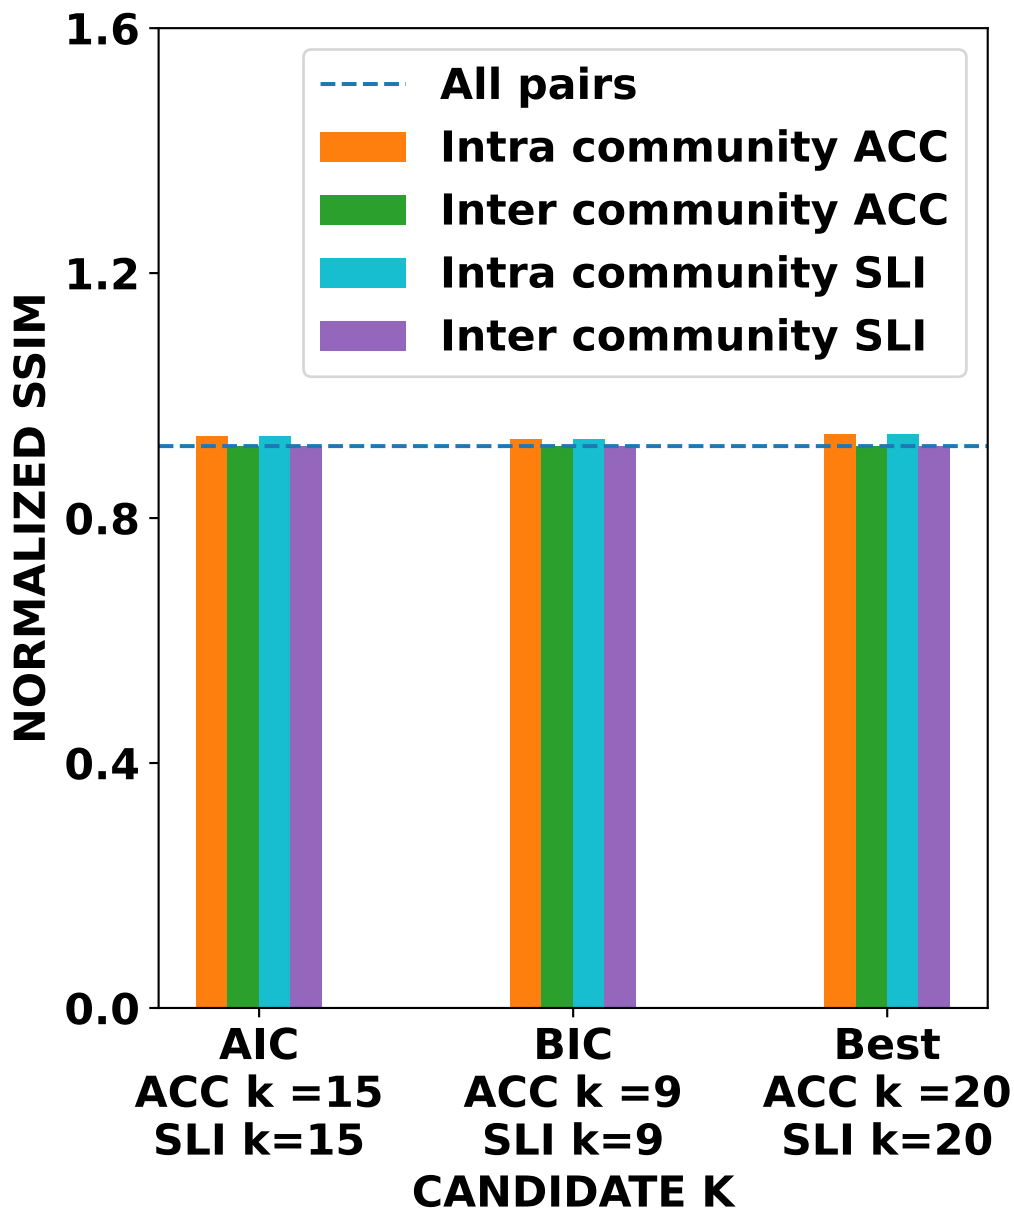 1.6
1.2
0.8
0.4
0.0
NORMALIZED SSIM
All pairs
Intra community ACC
Inter community ACC
Intra community SLI
Inter community SLI
AIC
ACC k =15
SLI k=15
BIC
ACC k =9
SLI k=9
Best
ACC k =20
SLI k=20
CANDIDATE K